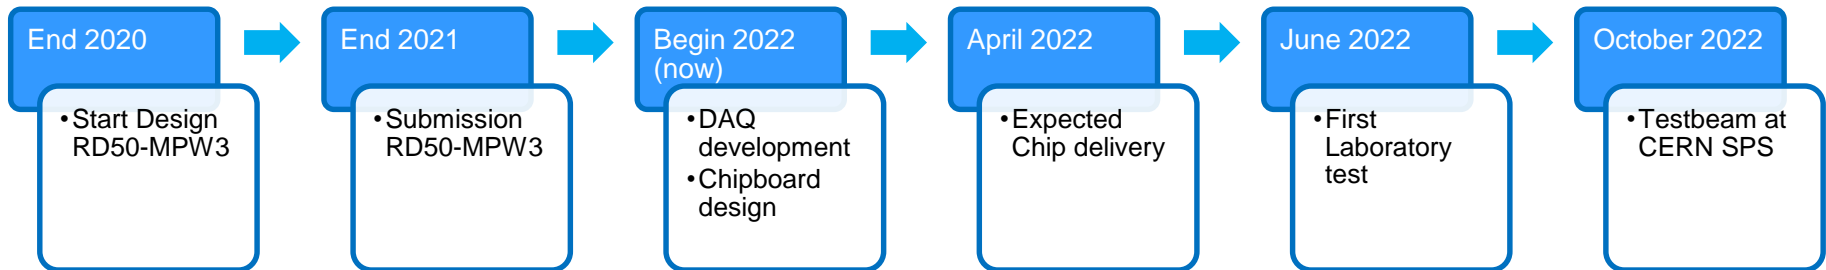 End 2020
•Start Design
RD50-MPW3
End 2021
•Submission
RD50-MPW3
Begin 2022
(now)
•DAQ
development
•Chipboard
design
April 2022
•Expected
Chip delivery
June 2022
•First
Laboratory
test
October 2022
•Testbeam at
CERN SPS